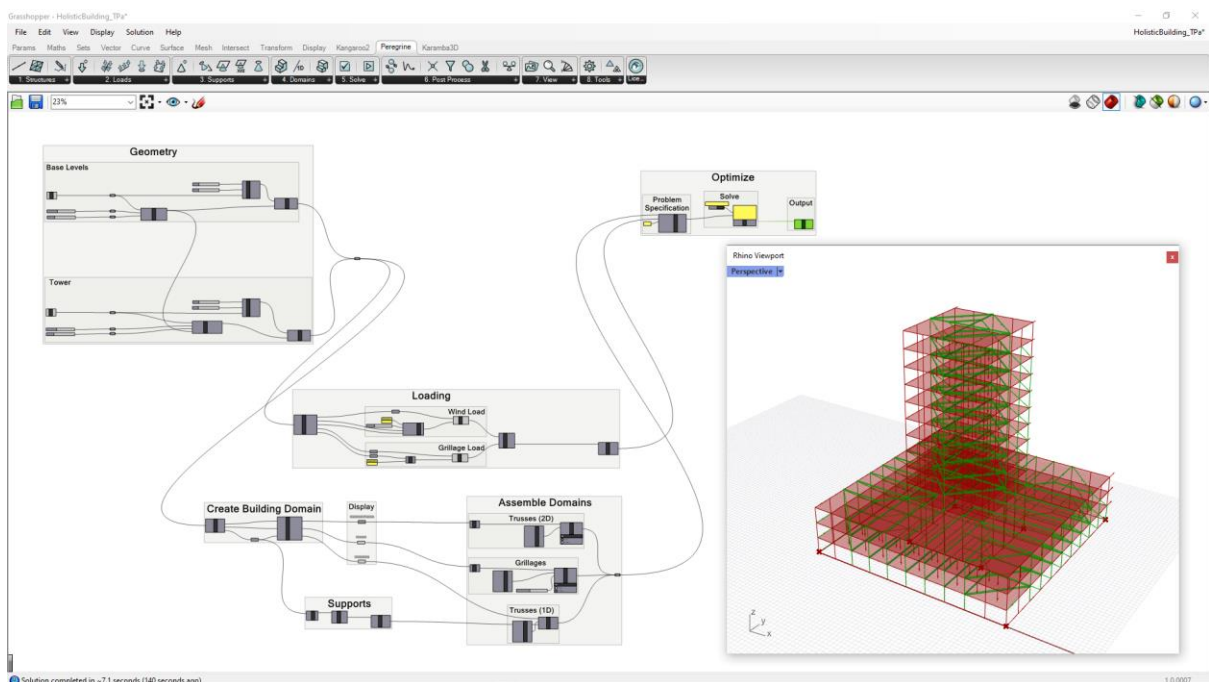 Grasshopper - HolisticBuilding_TPa*
File Edit View Display Solution Help
HolisticBuilding_TPa*
Params Maths Sets Vector Curve Surface Mesh Intersect Transform Display Kangaroo2 Peregrine Karamba3D
1. Structures 2. Loads 3. Supports 4. Domains 5. Solve 6. Post Process 7. View 8. Tools
23%
Geometry
Base Levels
Tower
Optimize
Problem Specification
Solve
Output
Rhino Viewport
x
Perspective
z
y
x
Loading
Wind Load
Grillage Load
Create Building Domain
Display
Supports
Assemble Domains
Trusses (2D)
Grillages
Trusses (1D)
Solution completed in ~7.1 seconds (140 seconds ago)
1.0.0007